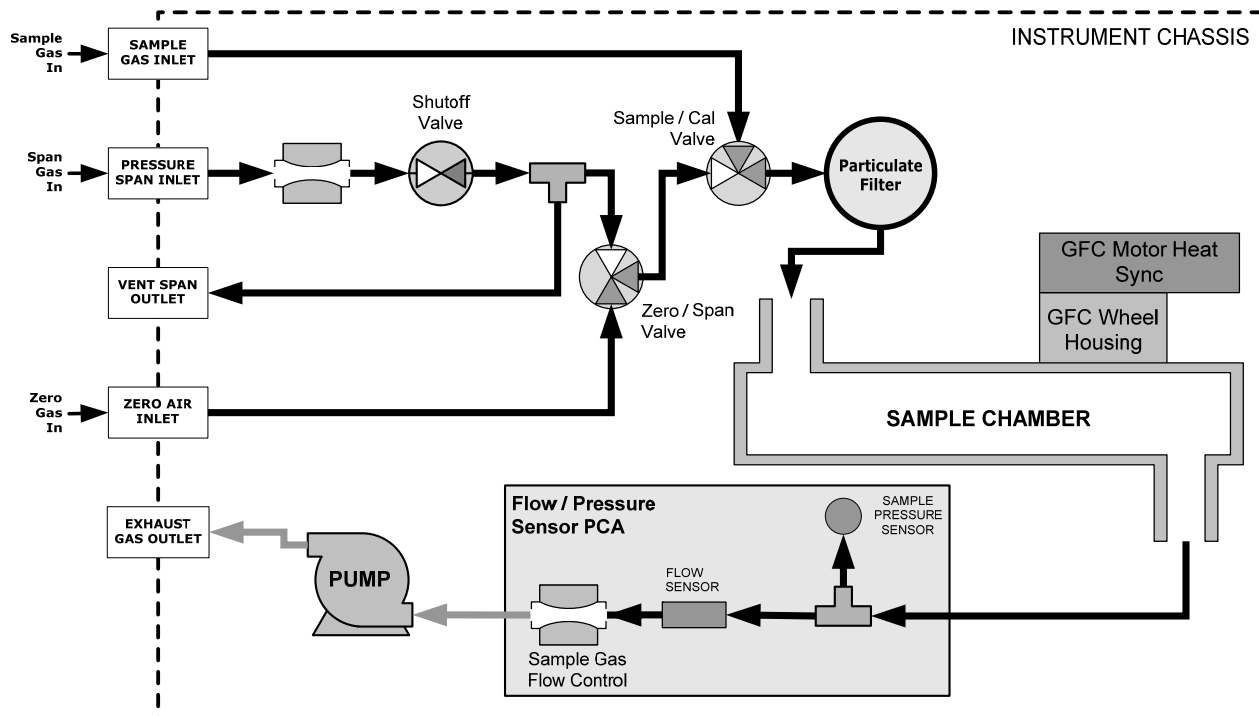 INSTRUMENT CHASSIS
Sample
Gas
In
SAMPLE
GAS INLET
Span
Gas
In
PRESSURE
SPAN INLET
Shutoff
Valve
Sample / Cal
Valve
Particulate
Filter
VENT SPAN
OUTLET
Zero / Span
Valve
GFC Motor Heat
Sync
GFC Wheel
Housing
Zero
Gas
In
ZERO AIR
INLET
SAMPLE CHAMBER
EXHAUST
GAS OUTLET
PUMP
Flow / Pressure
Sensor PCA
SAMPLE
PRESSURE
SENSOR
FLOW
SENSOR
Sample Gas
Flow Control